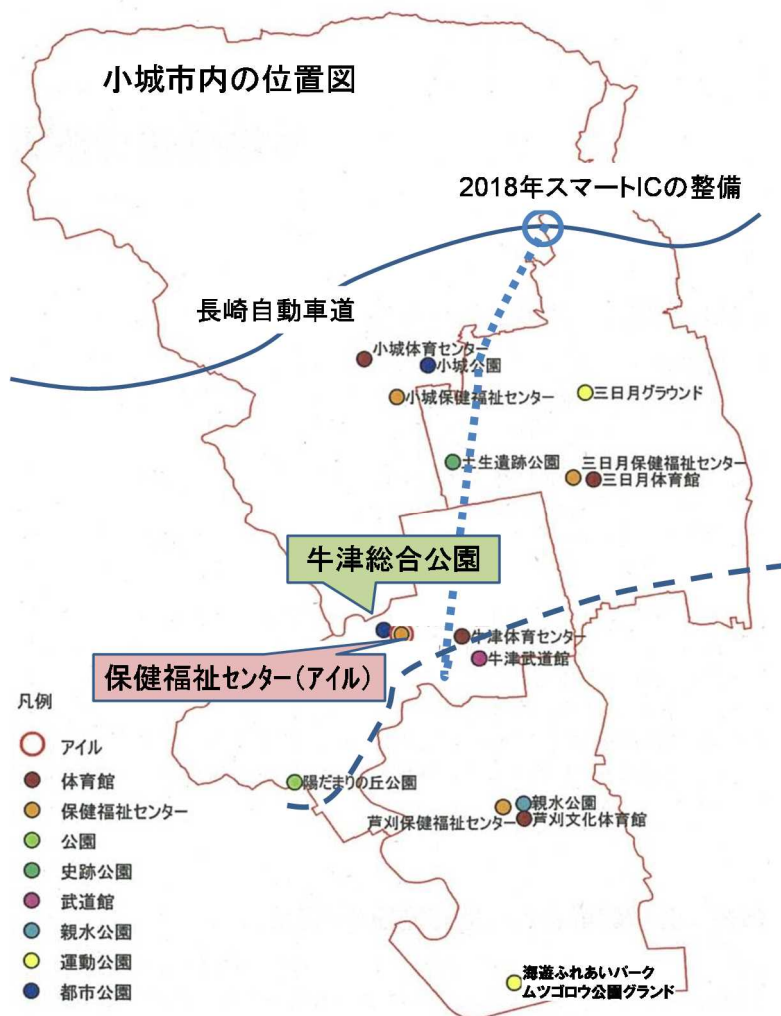 小城市内の位置図
2018年スマートICの整備
長崎自動車道
小城体育センター
小城公園
小城保健福祉センター
三日月グラウンド
土生遺跡公園
三日月保健福祉センター
三日月体育館
牛津総合公園
牛津体育センター
牛津武道館
保健福祉センター(アイル)
陽だまりの丘公園
親水公園
芦刈保健福祉センター
芦刈文化体育館
海遊ふれあいパーク
ムツゴロウ公園グランド
凡例
アイル
体育館
保健福祉センター
公園
史跡公園
武道館
親水公園
運動公園
都市公園